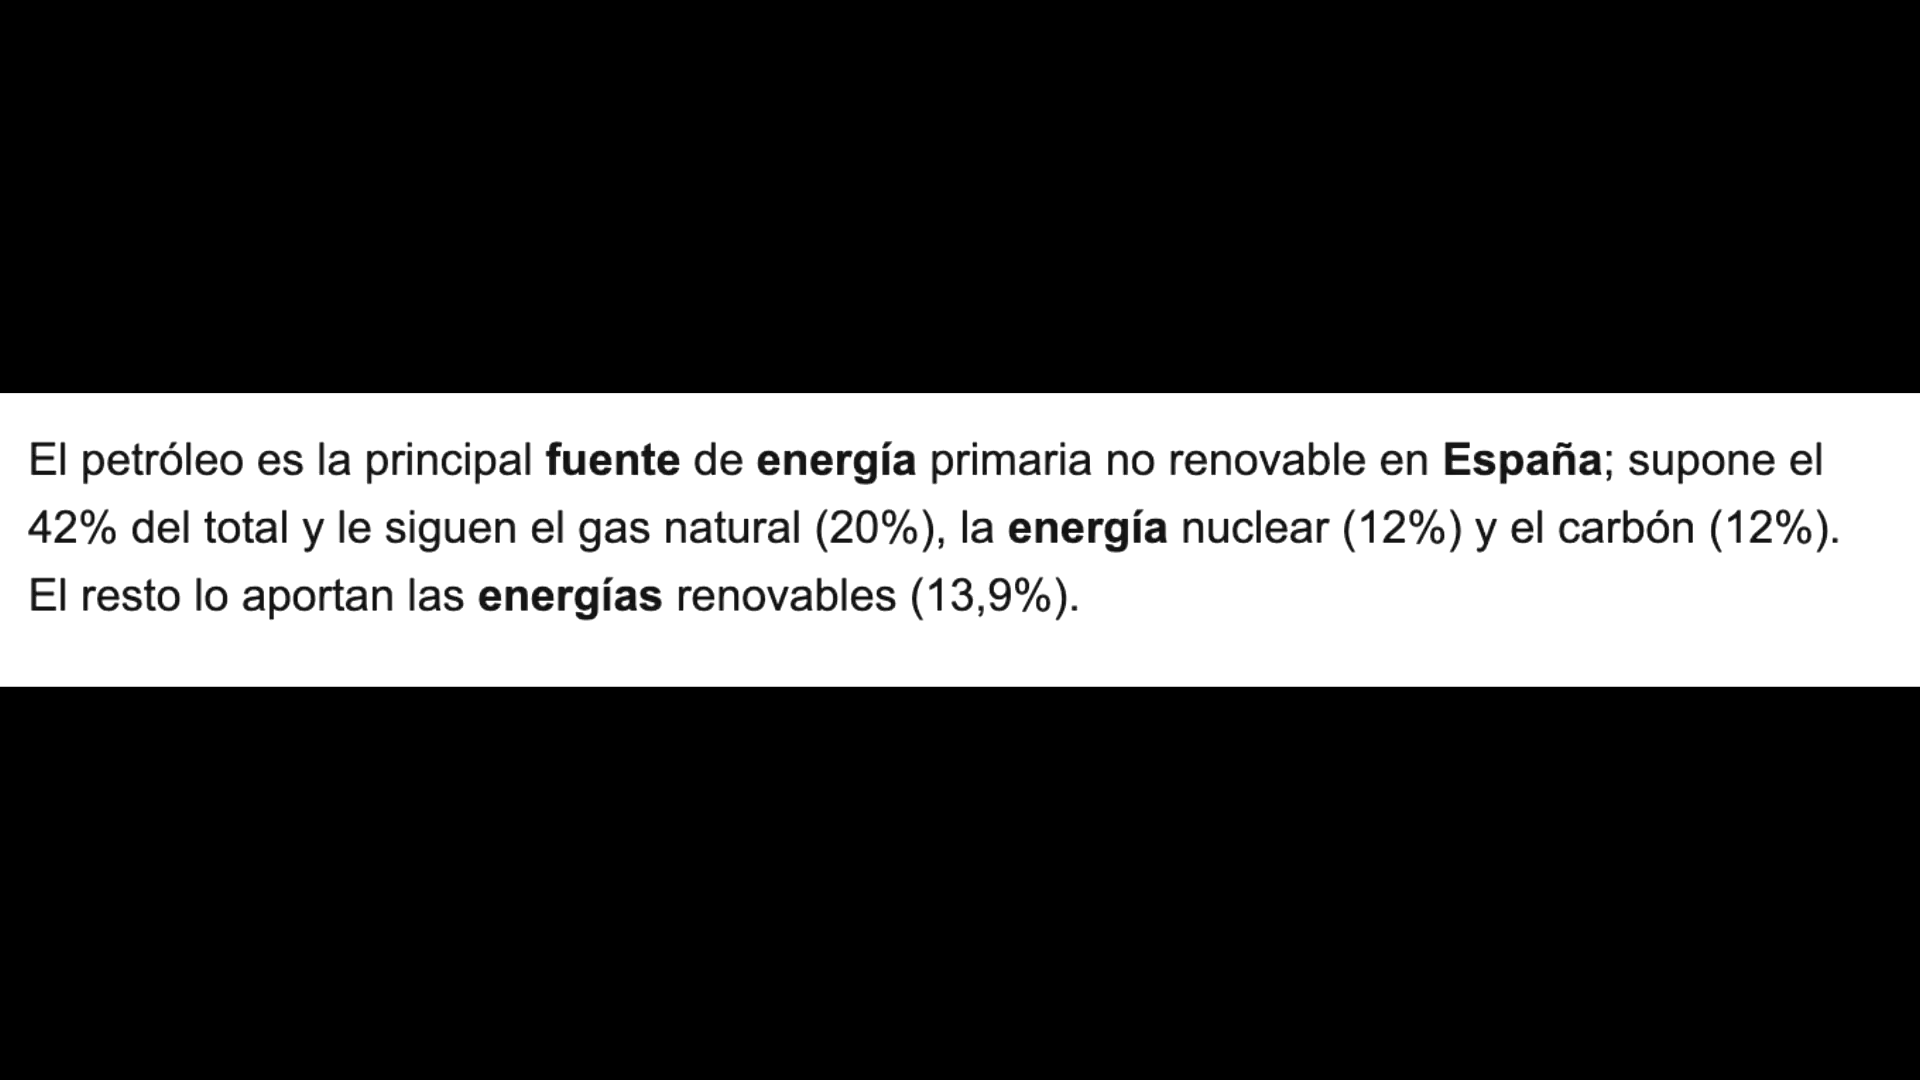 El petróleo es la principal fuente de energía primaria no renovable en España; supone el
42% del total y le siguen el gas natural (20%), la energía nuclear (12%) y el carbón (12%).
El resto lo aportan las energías renovables (13,9%).